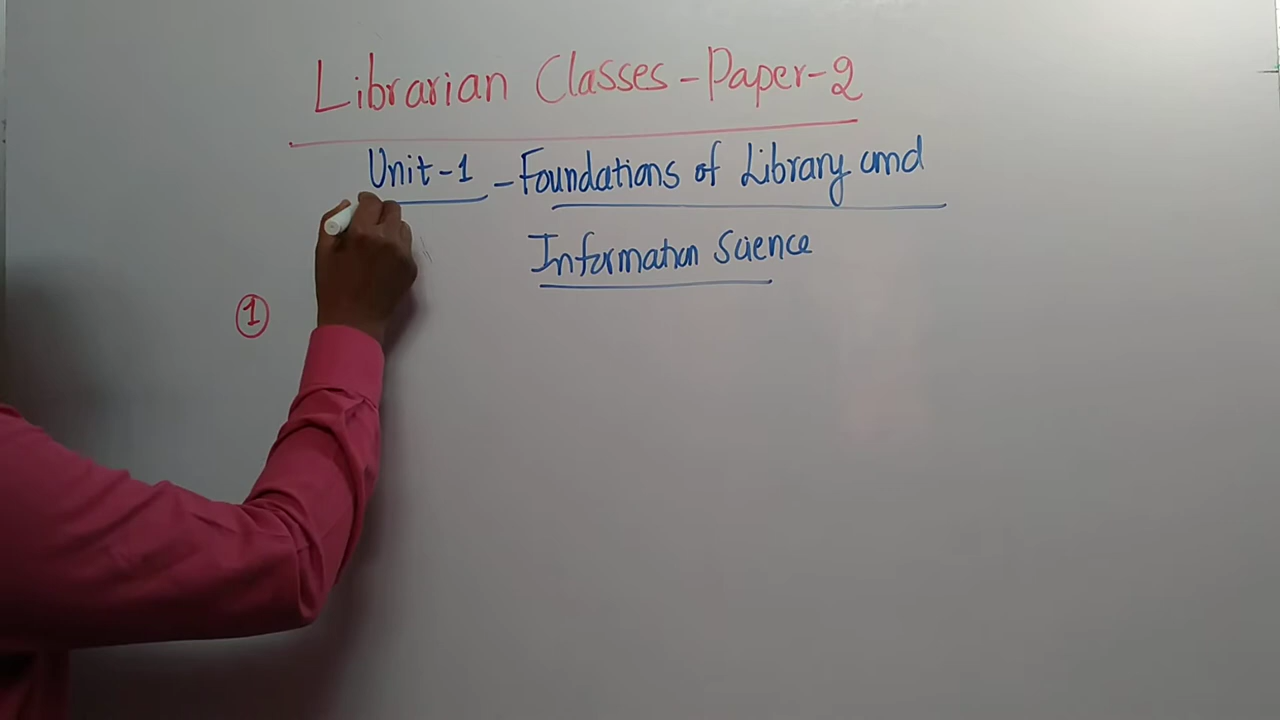 Librarian Classes-Paper-2
Unit-1 - Foundations of Library and
Information Science
1